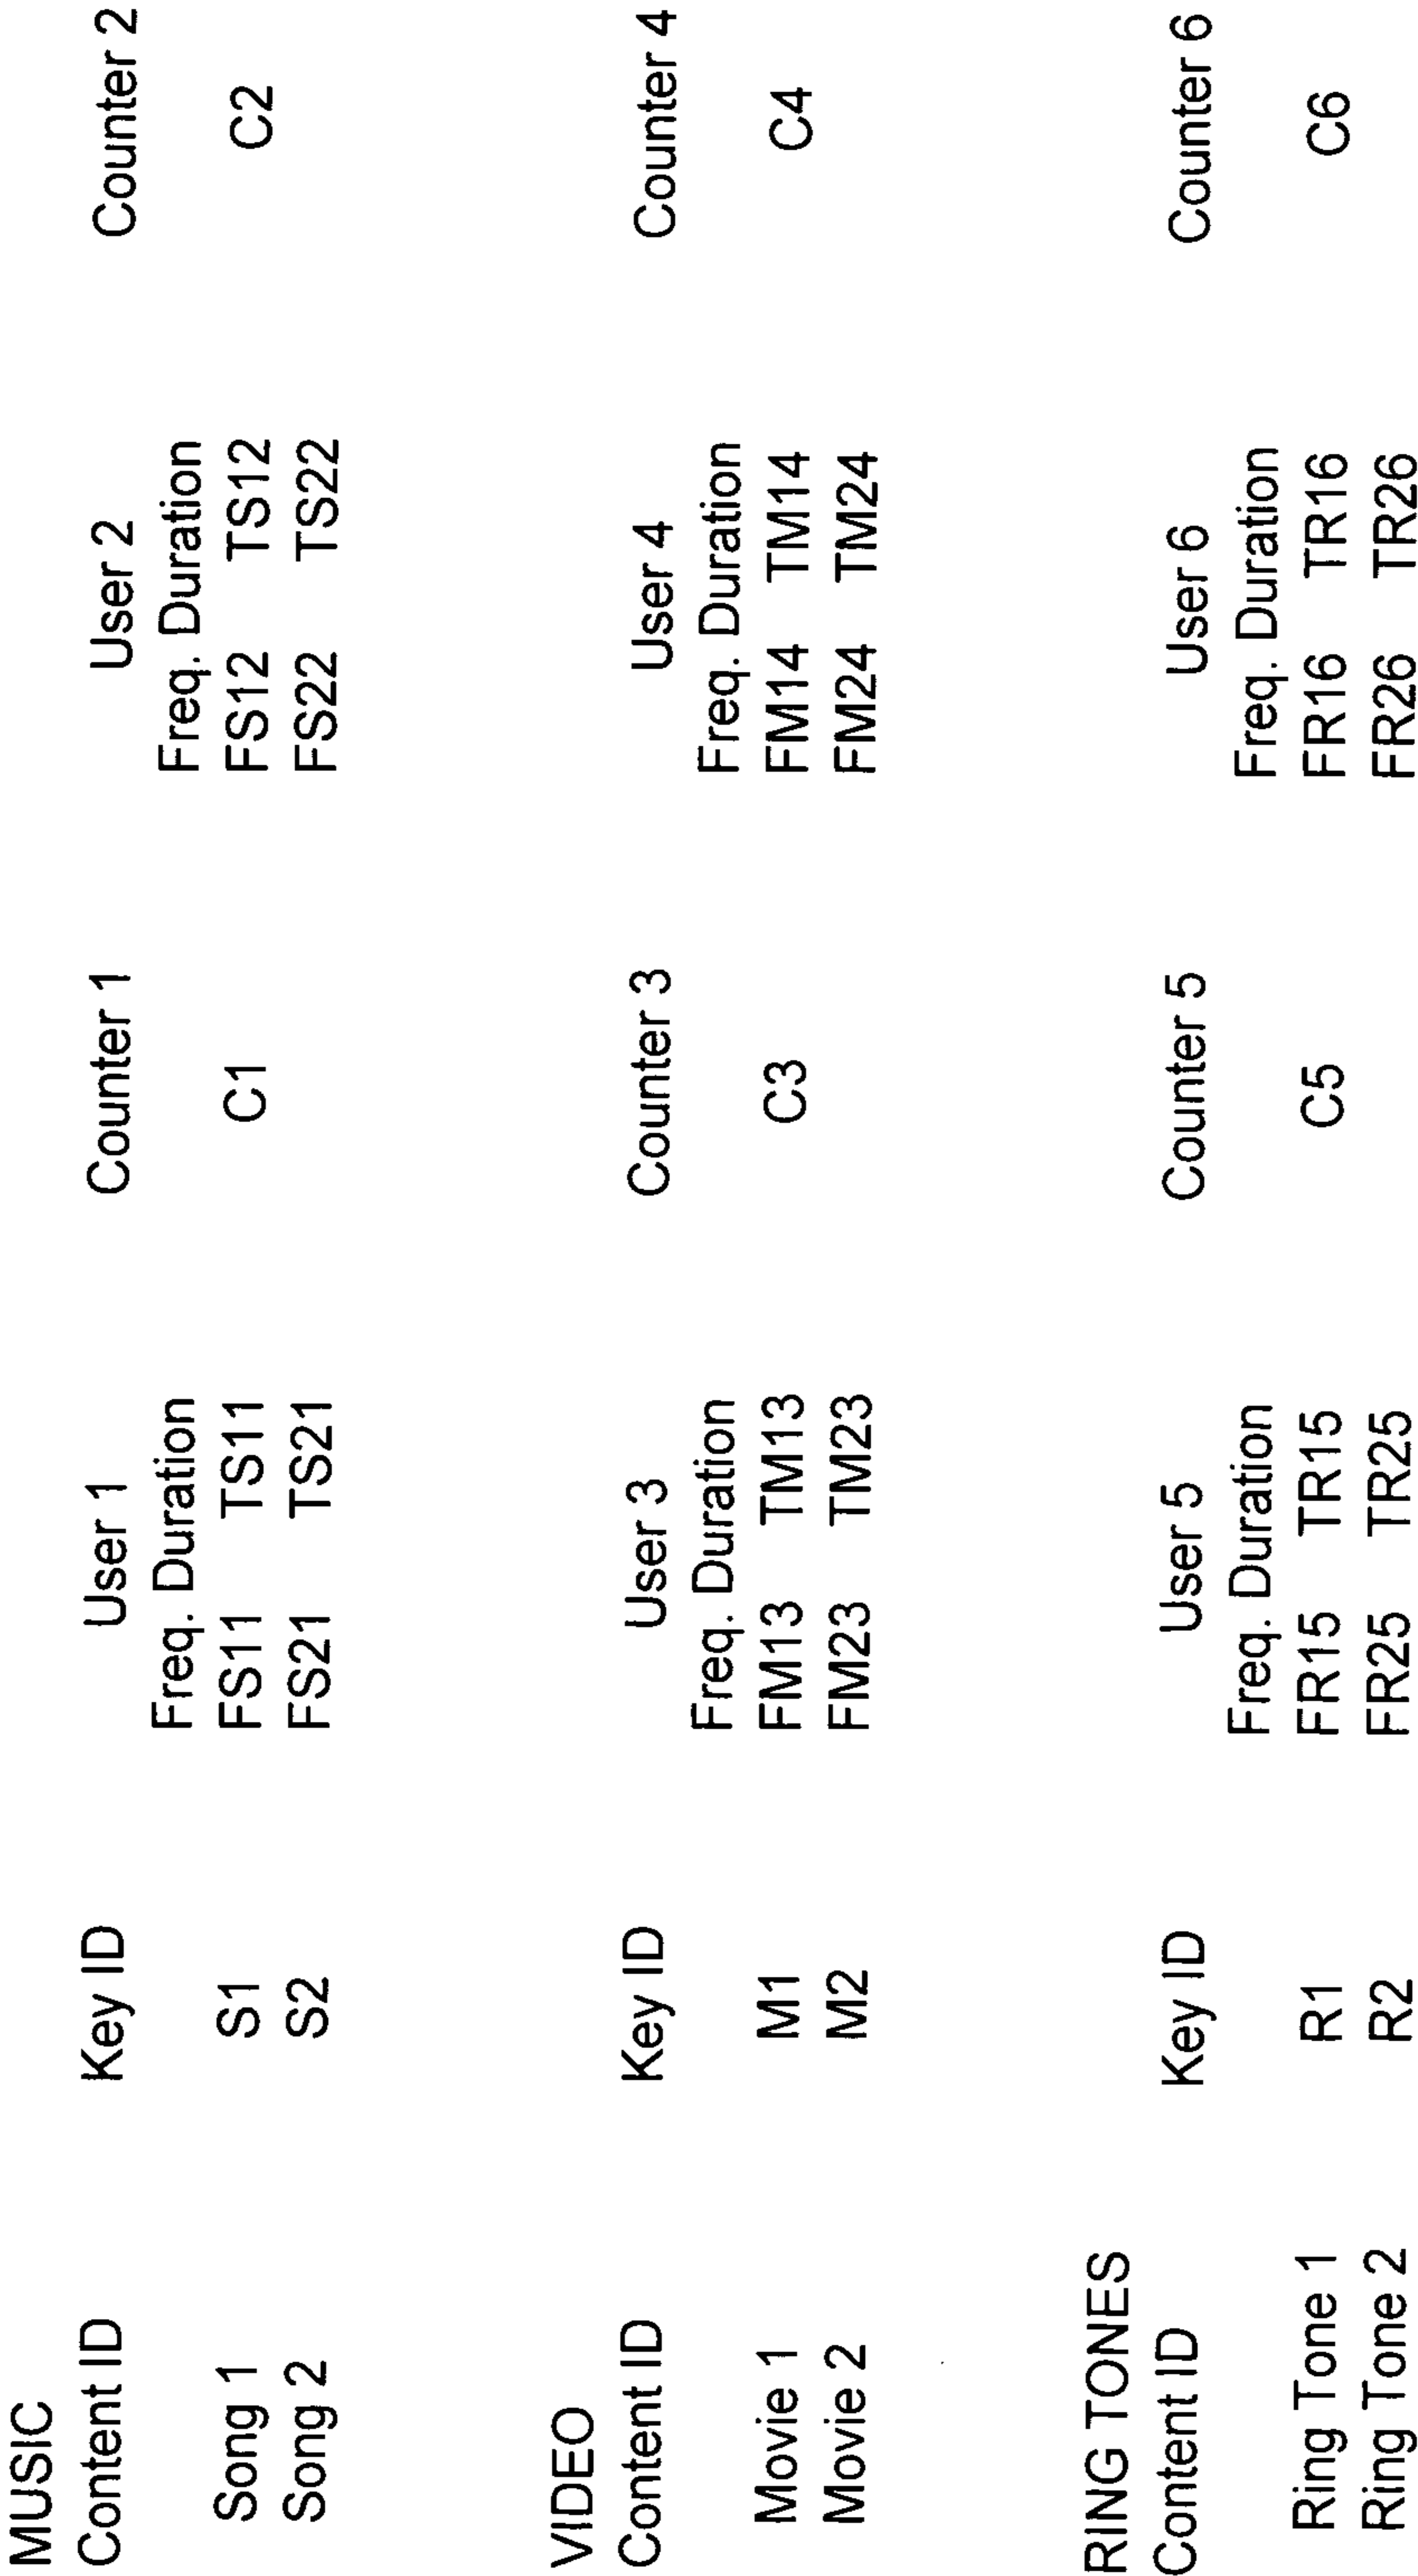 MUSIC
Content ID Key ID User 1 Counter 1 User 2 Counter 2
Freq. Duration Freq. Duration
Song 1 S1 FS11 TS11 C1 FS12 TS12 C2
Song 2 S2 FS21 TS21 FS22 TS22
VIDEO
Content ID Key ID User 3 Counter 3 User 4 Counter 4
Freq. Duration Freq. Duration
Movie 1 M1 FM13 TM13 C3 FM14 TM14 C4
Movie 2 M2 FM23 TM23 FM24 TM24
RING TONES
Content ID Key ID User 5 Counter 5 User 6 Counter 6
Freq. Duration Freq. Duration
Ring Tone 1 R1 FR15 TR15 C5 FR16 TR16 C6
Ring Tone 2 R2 FR25 TR25 FR26 TR26